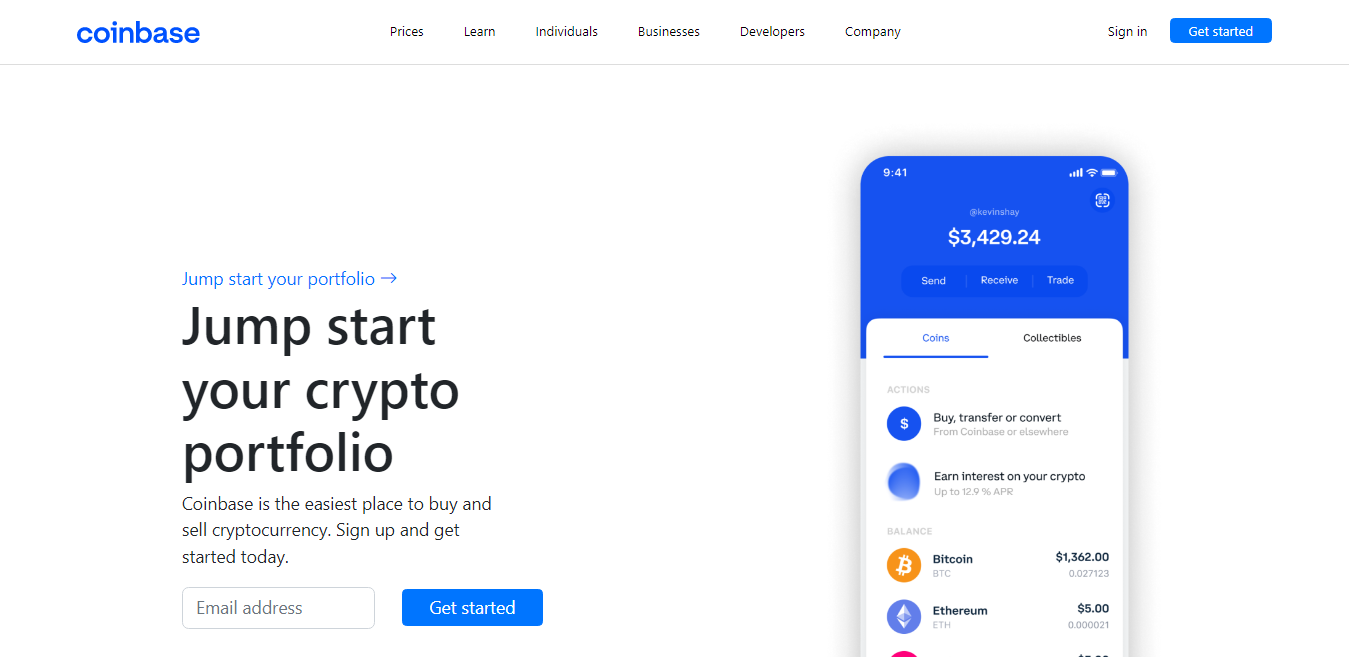 coinbase
Prices Learn Individuals Businesses Developers Company
Sign in Get started
Jump start your portfolio →
Jump start
your crypto
portfolio
Coinbase is the easiest place to buy and
sell cryptocurrency. Sign up and get
started today.
Email address Get started
9:41
@kevinshay
$3,429.24
Send Receive Trade
Coins Collectibles
ACTIONS
$ Buy, transfer or convert
From Coinbase or elsewhere
Earn interest on your crypto
Up to 12.9 % APR
BALANCE
Bitcoin $1,362.00
BTC 0.027123
Ethereum $5.00
ETH 0.000021